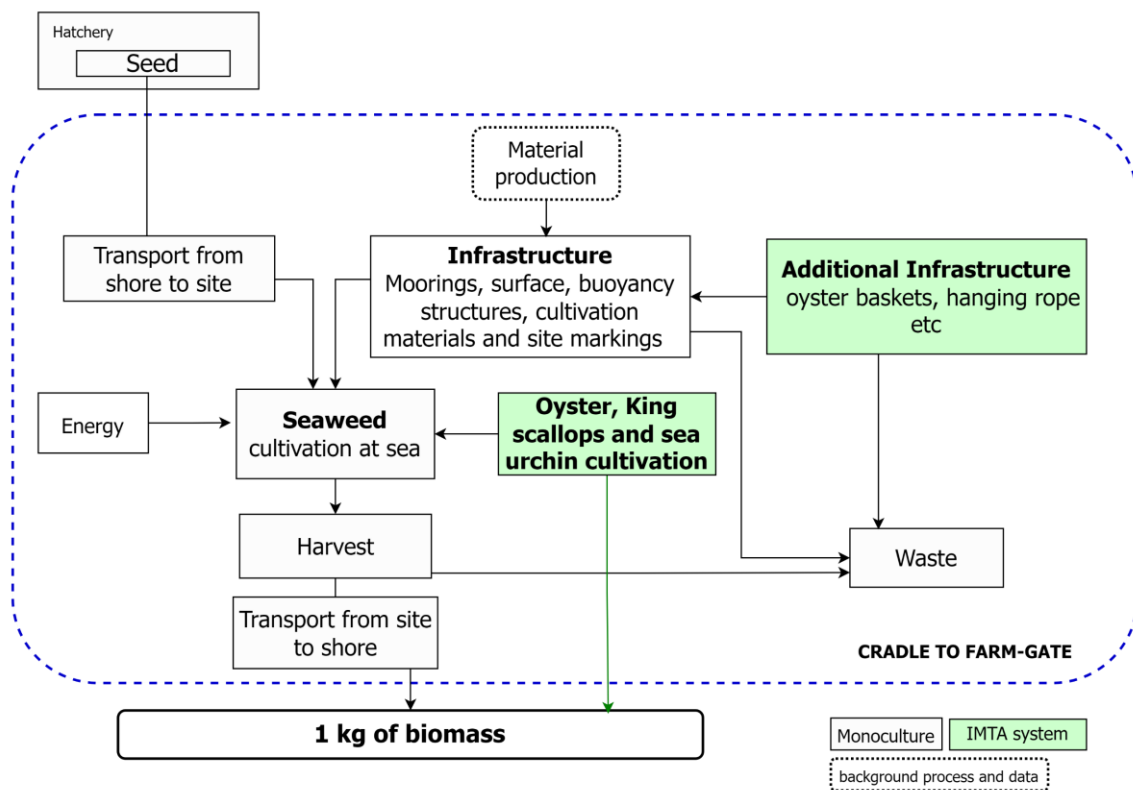 Hatchery
Seed
Material
production
Transport from
shore to site
Infrastructure
Moorings, surface, buoyancy
structures, cultivation
materials and site markings
Additional Infrastructure
oyster baskets, hanging rope
etc
Energy
Seaweed
cultivation at sea
Oyster, King
scallops and sea
urchin cultivation
Harvest
Waste
Transport from site
to shore
CRADLE TO FARM-GATE
1 kg of biomass
Monoculture
IMTA system
background process and data